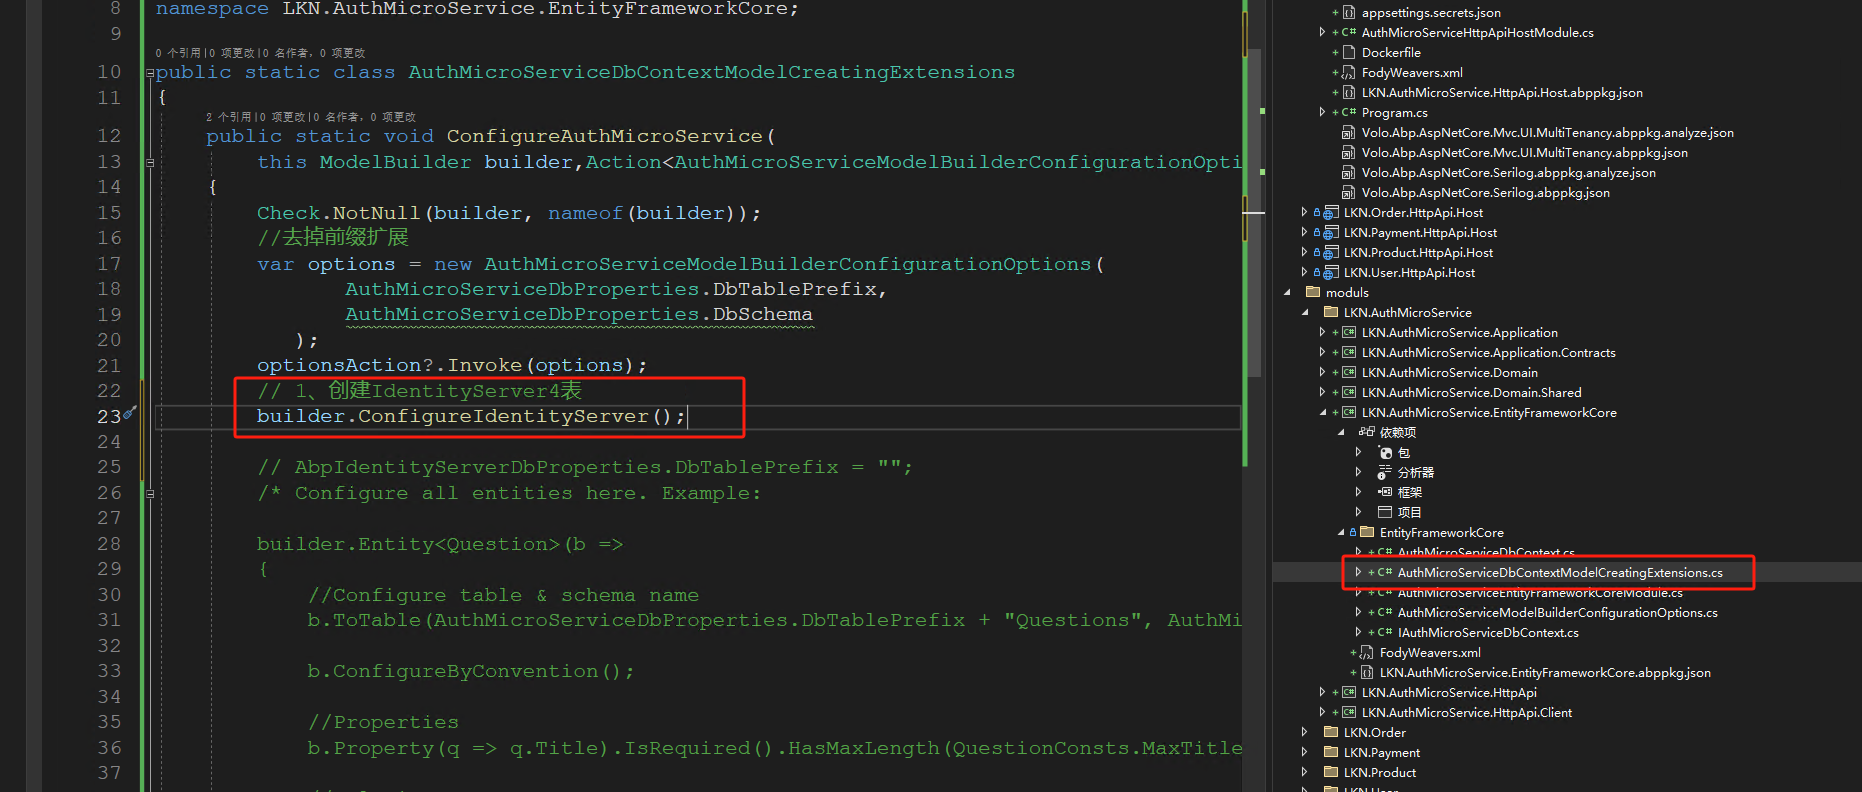 8 namespace LKN.AuthMicroService.EntityFrameworkCore;
9
0 个引用|0 项更改|0 名作者，0 项更改
10 public static class AuthMicroServiceDbContextModelCreatingExtensions
11 {
2 个引用|0 项更改|0 名作者，0 项更改
12 public static void ConfigureAuthMicroService(
13 this ModelBuilder builder,Action<AuthMicroServiceModelBuilderConfigurationOpti
14 {
15 Check.NotNull(builder, nameof(builder));
16 //去掉前缀扩展
17 var options = new AuthMicroServiceModelBuilderConfigurationOptions(
18 AuthMicroServiceDbProperties.DbTablePrefix,
19 AuthMicroServiceDbProperties.DbSchema
20 );
21 optionsAction?.Invoke(options);
22 // 1、创建IdentityServer4表
23 builder.ConfigureIdentityServer();
24
25 // AbpIdentityServerDbProperties.DbTablePrefix = "";
26 /* Configure all entities here. Example:
27
28 builder.Entity<Question>(b =>
29 {
30 //Configure table & schema name
31 b.ToTable(AuthMicroServiceDbProperties.DbTablePrefix + "Questions", AuthMi
32
33 b.ConfigureByConvention();
34
35 //Properties
36 b.Property(q => q.Title).IsRequired().HasMaxLength(QuestionConsts.MaxTitle
37
appsettings.secrets.json
AuthMicroServiceHttpApiHostModule.cs
Dockerfile
FodyWeavers.xml
LKN.AuthMicroService.HttpApi.Host.abppkg.json
Program.cs
Volo.Abp.AspNetCore.Mvc.UI.MultiTenancy.abppkg.analyze.json
Volo.Abp.AspNetCore.Mvc.UI.MultiTenancy.abppkg.json
Volo.Abp.AspNetCore.Serilog.abppkg.analyze.json
Volo.Abp.AspNetCore.Serilog.abppkg.json
LKN.Order.HttpApi.Host
LKN.Payment.HttpApi.Host
LKN.Product.HttpApi.Host
LKN.User.HttpApi.Host
moduls
LKN.AuthMicroService
LKN.AuthMicroService.Application
LKN.AuthMicroService.Application.Contracts
LKN.AuthMicroService.Domain
LKN.AuthMicroService.Domain.Shared
LKN.AuthMicroService.EntityFrameworkCore
依赖项
包
分析器
框架
项目
EntityFrameworkCore
AuthMicroServiceDbContext.cs
AuthMicroServiceDbContextModelCreatingExtensions.cs
AuthMicroServiceEntityFrameworkCoreModule.cs
AuthMicroServiceModelBuilderConfigurationOptions.cs
IAuthMicroServiceDbContext.cs
FodyWeavers.xml
LKN.AuthMicroService.EntityFrameworkCore.abppkg.json
LKN.AuthMicroService.HttpApi
LKN.AuthMicroService.HttpApi.Client
LKN.Order
LKN.Payment
LKN.Product
LKN.User